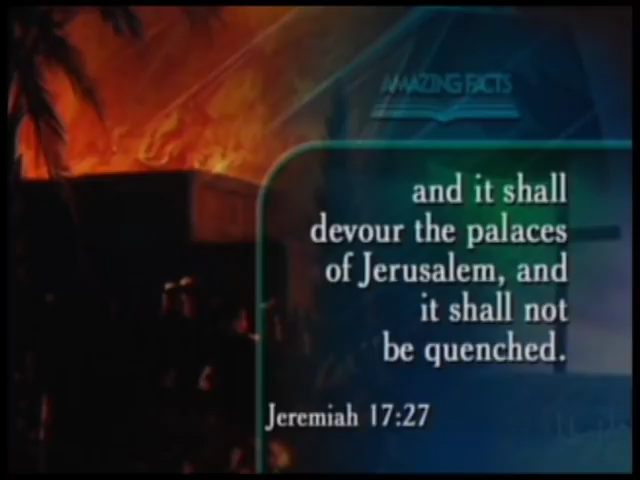 AMAZING FACTS
and it shall
devour the palaces
of Jerusalem, and
it shall not
be quenched.
Jeremiah 17:27